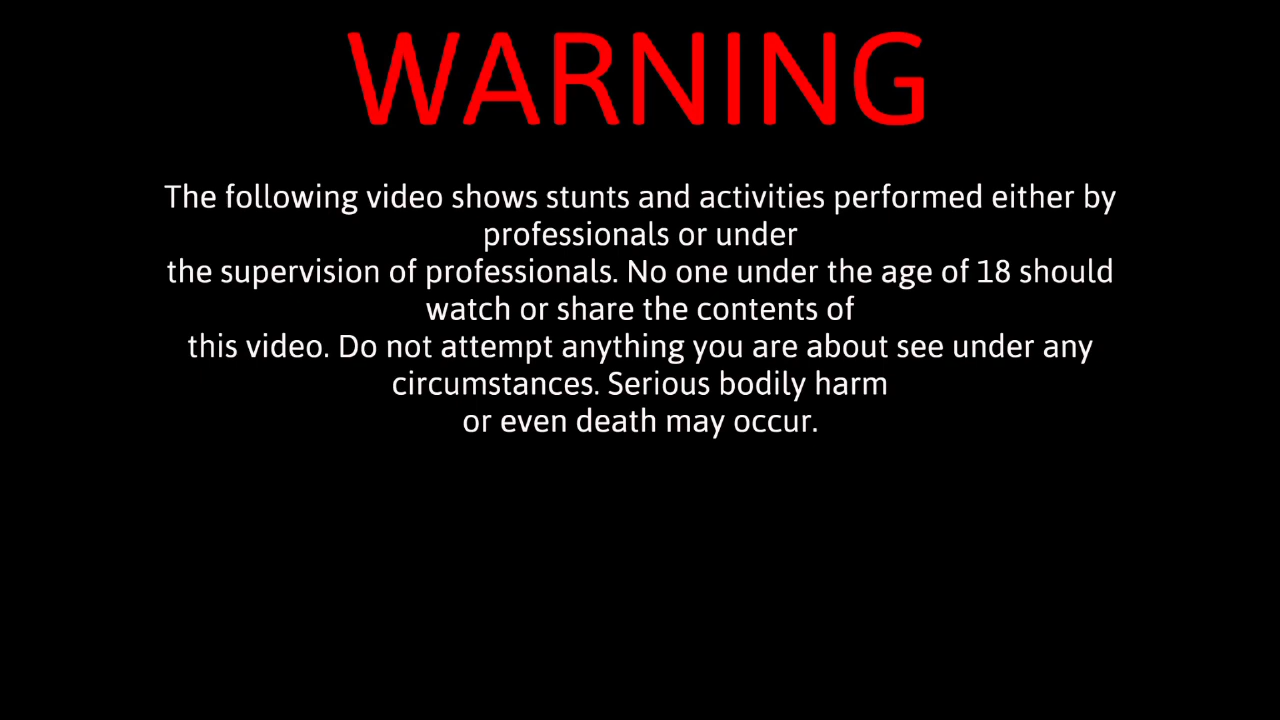 WARNING
The following video shows stunts and activities performed either by
professionals or under
the supervision of professionals. No one under the age of 18 should
watch or share the contents of
this video. Do not attempt anything you are about see under any
circumstances. Serious bodily harm
or even death may occur.